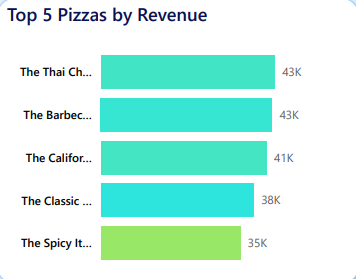 Top 5 Pizzas by Revenue
The Thai Ch... 43K
The Barbec... 43K
The Califor... 41K
The Classic ... 38K
The Spicy It... 35K